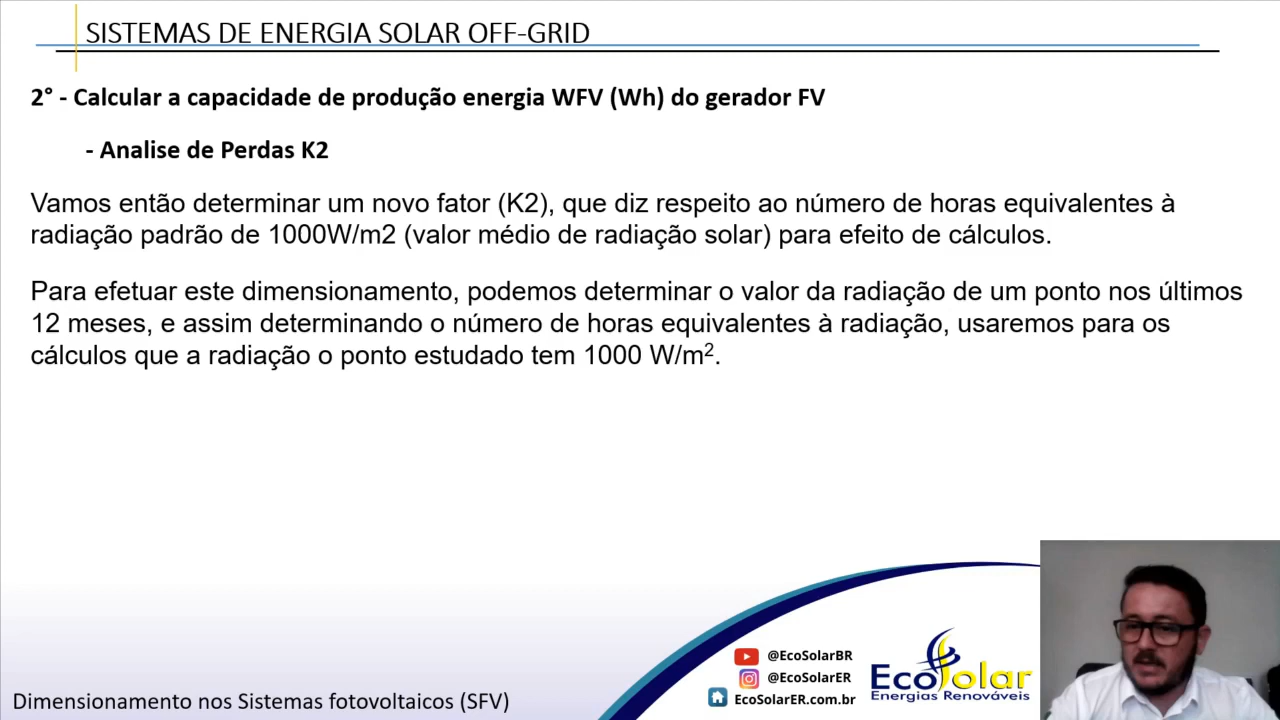 SISTEMAS DE ENERGIA SOLAR OFF-GRID
2° - Calcular a capacidade de produção energia WFV (Wh) do gerador FV
- Analise de Perdas K2
Vamos então determinar um novo fator (K2), que diz respeito ao número de horas equivalentes à
radiação padrão de 1000W/m2 (valor médio de radiação solar) para efeito de cálculos.
Para efetuar este dimensionamento, podemos determinar o valor da radiação de um ponto nos últimos
12 meses, e assim determinando o número de horas equivalentes à radiação, usaremos para os
cálculos que a radiação o ponto estudado tem 1000 W/m².
@EcoSolarBR
@EcoSolarER
EcoSolarER.com.br
EcoSolar
Energias Renováveis
Dimensionamento nos Sistemas fotovoltaicos (SFV)